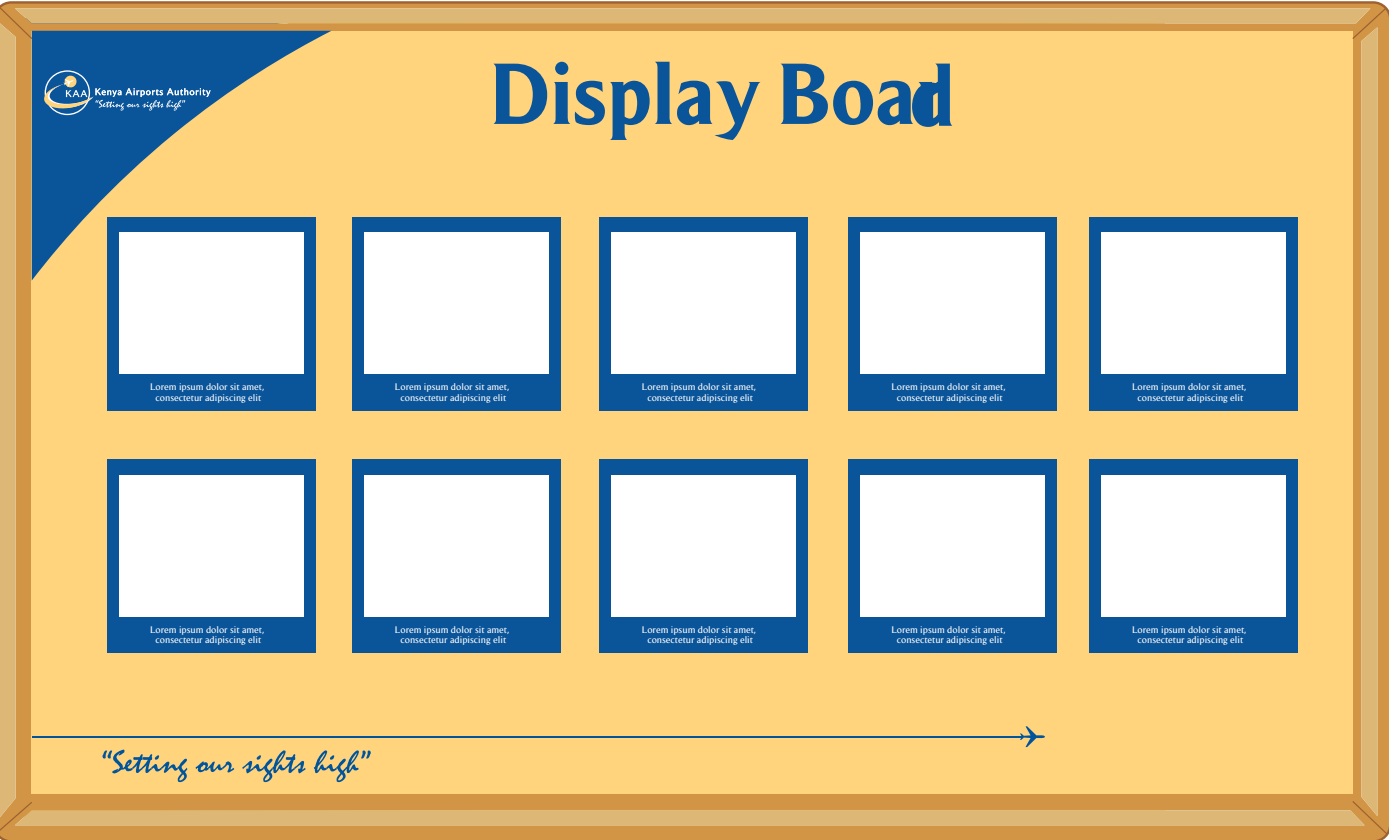 Display Boad
KAA
Kenya Airports Authority
"Setting our sights high"
Lorem ipsum dolor sit amet,
consectetur adipiscing elit
Lorem ipsum dolor sit amet,
consectetur adipiscing elit
Lorem ipsum dolor sit amet,
consectetur adipiscing elit
Lorem ipsum dolor sit amet,
consectetur adipiscing elit
Lorem ipsum dolor sit amet,
consectetur adipiscing elit
Lorem ipsum dolor sit amet,
consectetur adipiscing elit
Lorem ipsum dolor sit amet,
consectetur adipiscing elit
Lorem ipsum dolor sit amet,
consectetur adipiscing elit
Lorem ipsum dolor sit amet,
consectetur adipiscing elit
Lorem ipsum dolor sit amet,
consectetur adipiscing elit
“Setting our sights high”